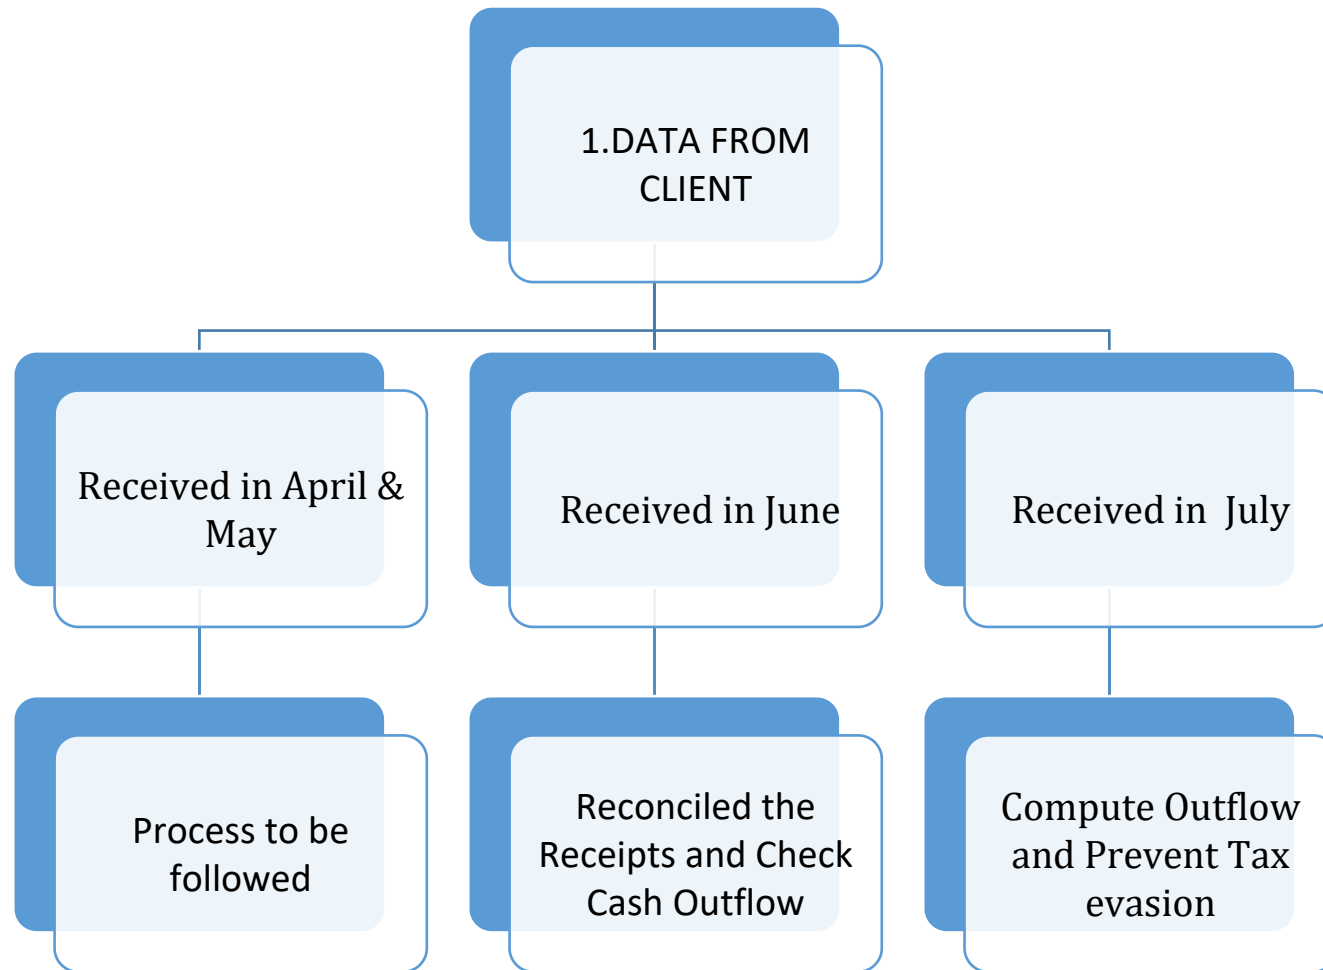 1.DATA FROM
CLIENT
Received in April &
May
Received in June
Received in  July
Process to be
followed
Reconciled the
Receipts and Check
Cash Outflow
Compute Outflow
and Prevent Tax
evasion